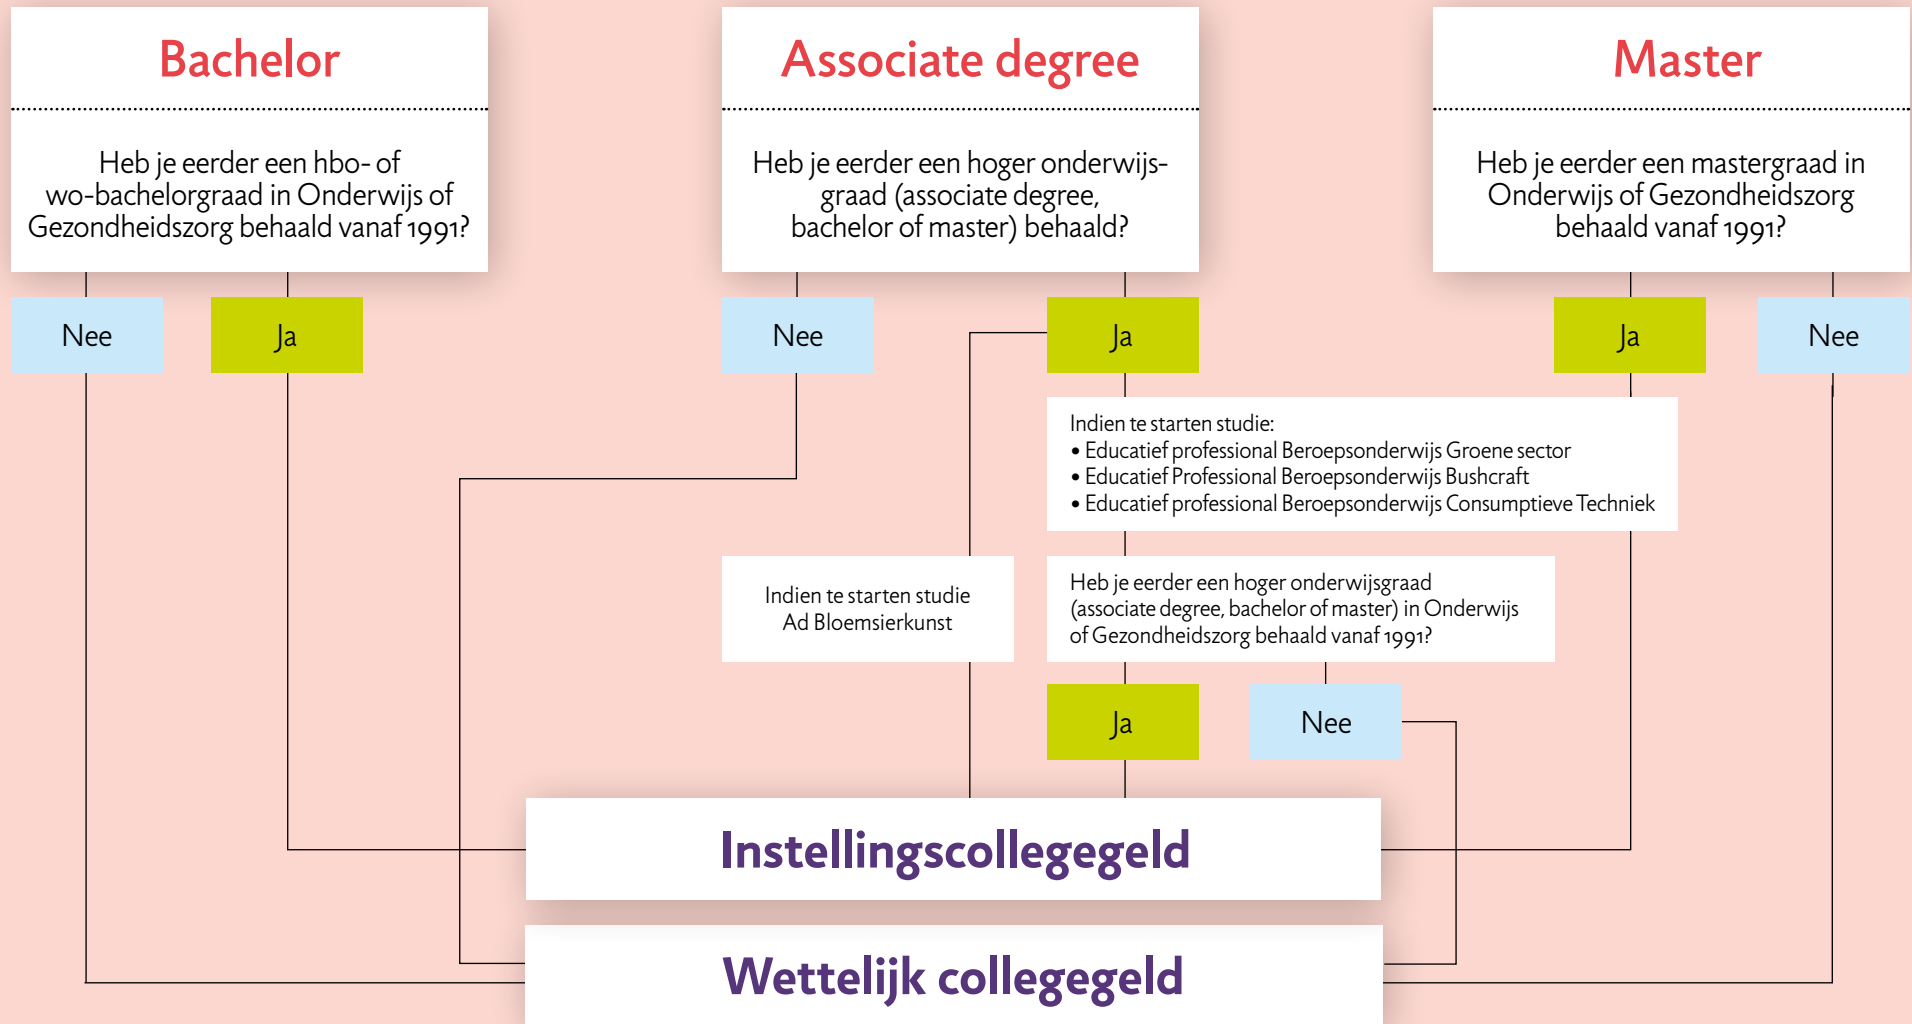 Bachelor
Heb je eerder een hbo- of
wo-bachelorgraad in Onderwijs of
Gezondheidszorg behaald vanaf 1991?
Nee
Ja
Associate degree
Heb je eerder een hoger onderwijs-
graad (associate degree,
bachelor of master) behaald?
Nee
Ja
Indien te starten studie
Ad Bloemsierkunst
Indien te starten studie:
• Educatief professional Beroepsonderwijs Groene sector
• Educatief Professional Beroepsonderwijs Bushcraft
• Educatief professional Beroepsonderwijs Consumptieve Techniek
Heb je eerder een hoger onderwijsgraad
(associate degree, bachelor of master) in Onderwijs
of Gezondheidszorg behaald vanaf 1991?
Ja
Nee
Master
Heb je eerder een mastergraad in
Onderwijs of Gezondheidszorg
behaald vanaf 1991?
Ja
Nee
Instellingscollegegeld
Wettelijk collegegeld